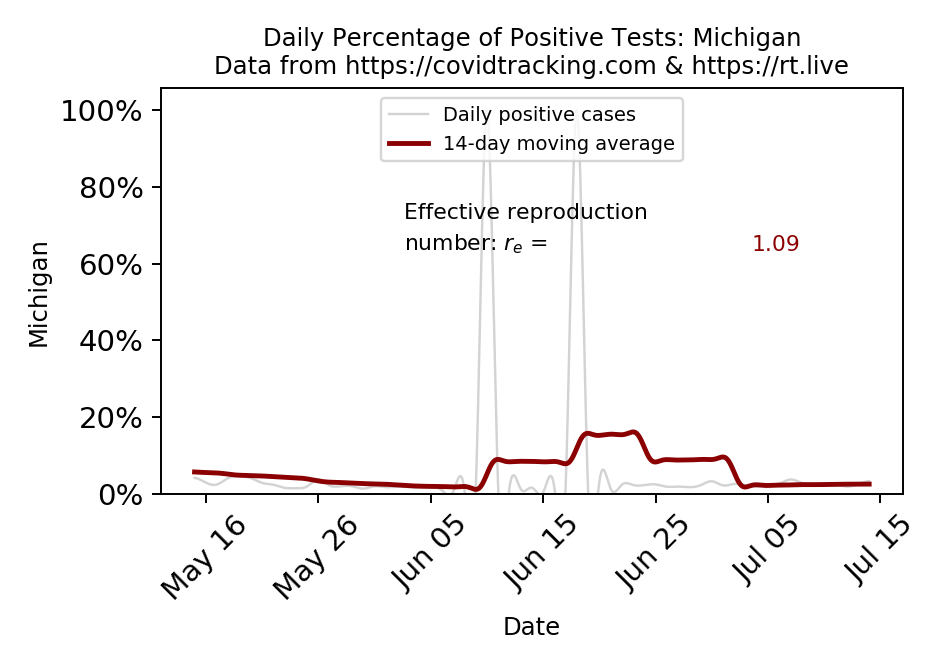 Daily Percentage of Positive Tests: Michigan
Data from https://covidtracking.com & https://rt.live
Daily positive cases
14-day moving average
Effective reproduction
number: rₑ = 1.09
100%
80%
60%
40%
20%
0%
Michigan
May 16
May 26
Jun 05
Jun 15
Jun 25
Jul 05
Jul 15
Date